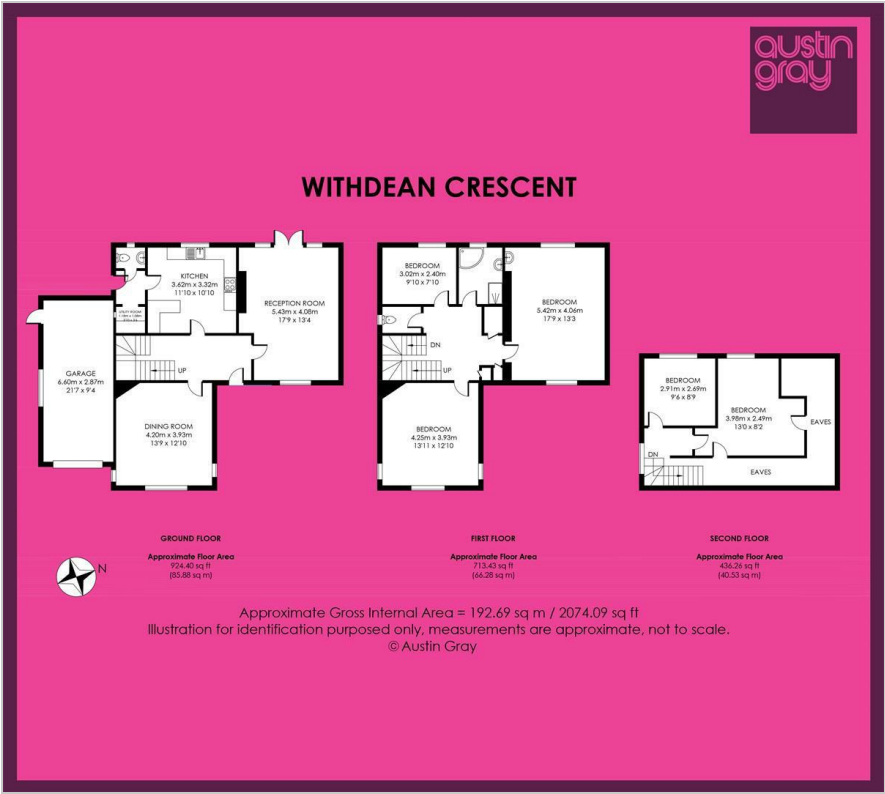 austin
gray
WITHDEAN CRESCENT
KITCHEN
3.62m x 3.32m
11'10 x 10'10
RECEPTION ROOM
5.43m x 4.08m
17'9 x 13'4
UTILITY ROOM
GARAGE
6.60m x 2.87m
21'7 x 9'4
UP
DINING ROOM
4.20m x 3.93m
13'9 x 12'10
BEDROOM
3.02m x 2.40m
9'10 x 7'10
BEDROOM
5.42m x 4.06m
17'9 x 13'3
DN
UP
BEDROOM
4.25m x 3.93m
13'11 x 12'10
BEDROOM
2.91m x 2.69m
9'6 x 8'9
BEDROOM
3.98m x 2.49m
13'0 x 8'2
EAVES
DN
EAVES
GROUND FLOOR
Approximate Floor Area
924.40 sq ft
(85.88 sq m)
FIRST FLOOR
Approximate Floor Area
713.43 sq ft
(66.28 sq m)
SECOND FLOOR
Approximate Floor Area
436.26 sq ft
(40.53 sq m)
N
Approximate Gross Internal Area = 192.69 sq m / 2074.09 sq ft
Illustration for identification purposed only, measurements are approximate, not to scale.
© Austin Gray